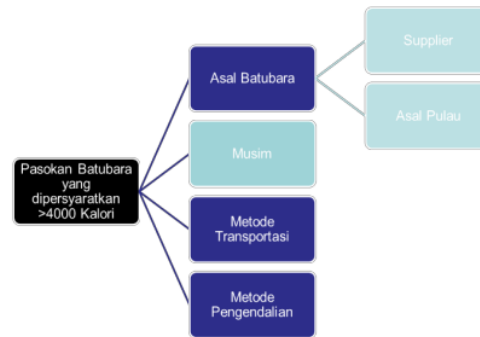 Supplier
Asal Batubara
Asal Pulau
Musim
Pasokan Batubara
yang
dipersyaratkan
>4000 Kalori
Metode
Transportasi
Metode
Pengendalian